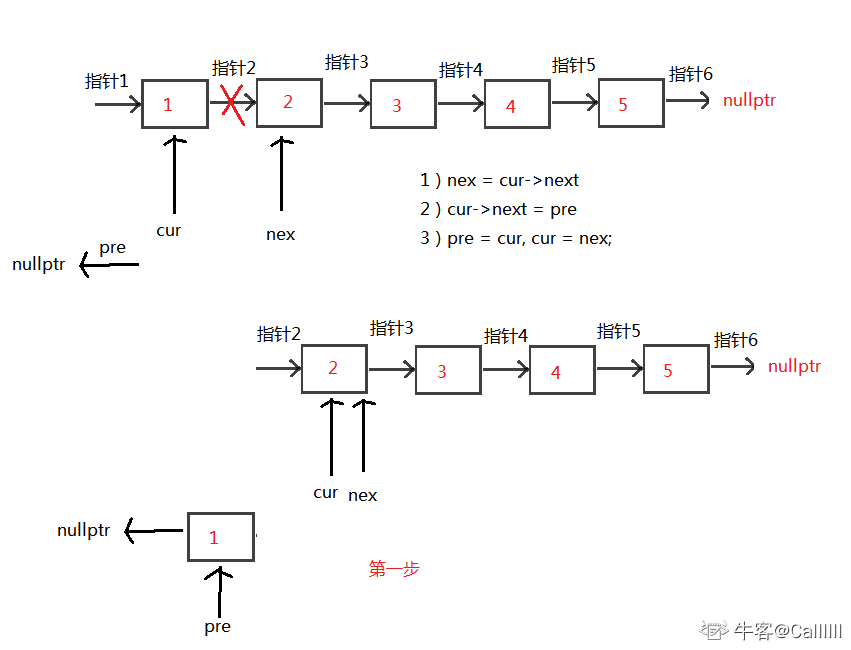 指针1
指针2
指针3
指针4
指针5
指针6
1
2
3
4
5
nullptr
cur
nex
1）nex = cur->next
2）cur->next = pre
3）pre = cur, cur = nex;
pre
nullptr
指针2
指针3
指针4
指针5
指针6
2
3
4
5
nullptr
cur
nex
nullptr
1
第一步
pre
牛客@Callllll